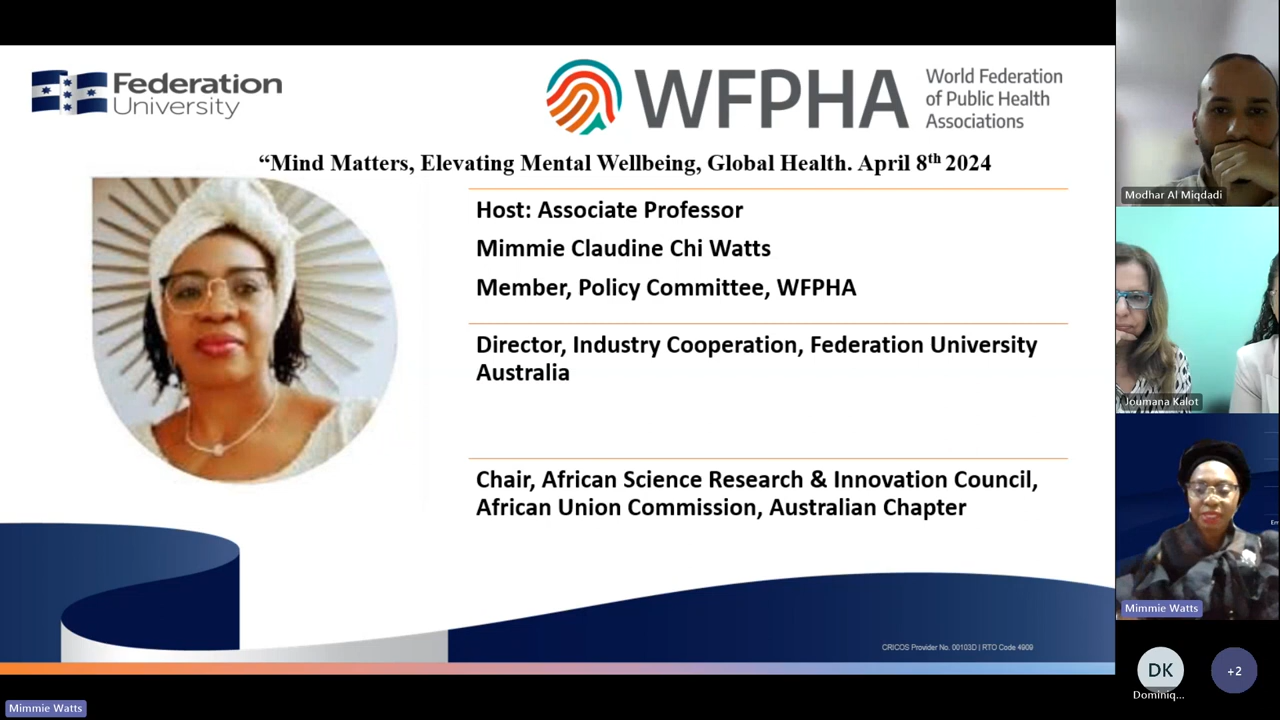 Federation
University
WFPHA
World Federation
of Public Health
Associations
“Mind Matters, Elevating Mental Wellbeing, Global Health. April 8th 2024
Host: Associate Professor
Mimmie Claudine Chi Watts
Member, Policy Committee, WFPHA
Director, Industry Cooperation, Federation University
Australia
Chair, African Science Research & Innovation Council,
African Union Commission, Australian Chapter
CRICOS Provider No. 00103D | RTO Code 4909
Mimmie Watts
Modhar Al Miqdadi
Joumana Kalot
Mimmie Watts
DK
Dominiq...
+2